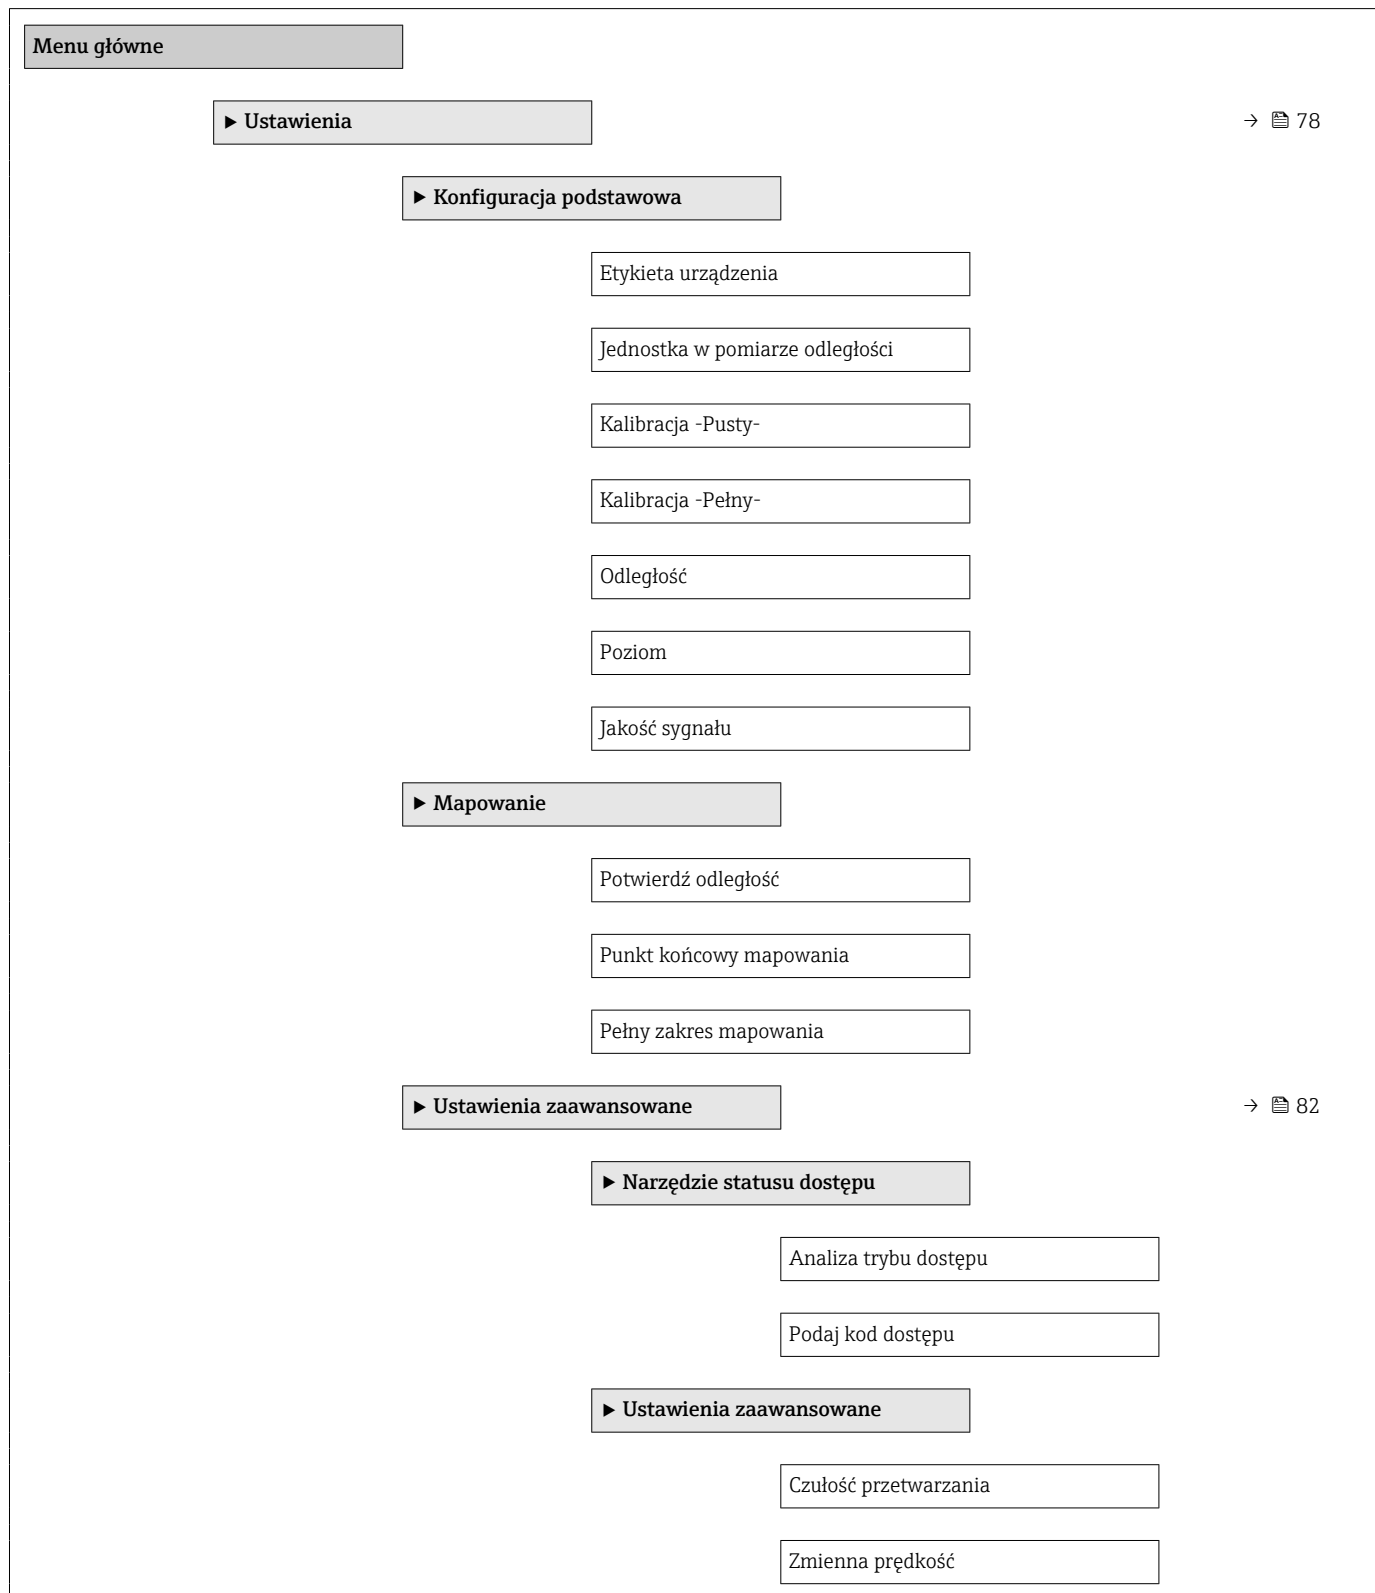 Menu główne
▶ Ustawienia → 78
▶ Konfiguracja podstawowa
Etykieta urządzenia
Jednostka w pomiarze odległości
Kalibracja -Pusty-
Kalibracja -Pełny-
Odległość
Poziom
Jakość sygnału
▶ Mapowanie
Potwierdź odległość
Punkt końcowy mapowania
Pełny zakres mapowania
▶ Ustawienia zaawansowane → 82
▶ Narzędzie statusu dostępu
Analiza trybu dostępu
Podaj kod dostępu
▶ Ustawienia zaawansowane
Czułość przetwarzania
Zmienna prędkość